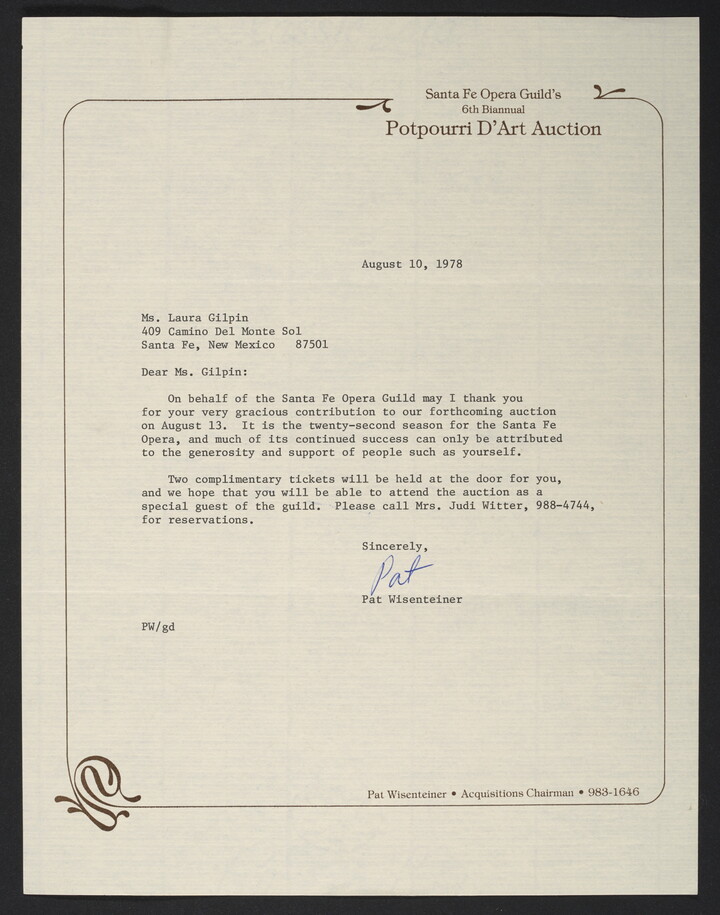 Santa Fe Opera Guild's
6th Biannual
Potpourri D'Art Auction
August 10, 1978
Ms. Laura Gilpin
409 Camino Del Monte Sol
Santa Fe, New Mexico   87501
Dear Ms. Gilpin:
On behalf of the Santa Fe Opera Guild may I thank you
for your very gracious contribution to our forthcoming auction
on August 13.  It is the twenty-second season for the Santa Fe
Opera, and much of its continued success can only be attributed
to the generosity and support of people such as yourself.
Two complimentary tickets will be held at the door for you,
and we hope that you will be able to attend the auction as a
special guest of the guild.  Please call Mrs. Judi Witter, 988-4744,
for reservations.
Sincerely,
Pat
Pat Wisenteiner
PW/gd
Pat Wisenteiner • Acquisitions Chairman • 983-1646